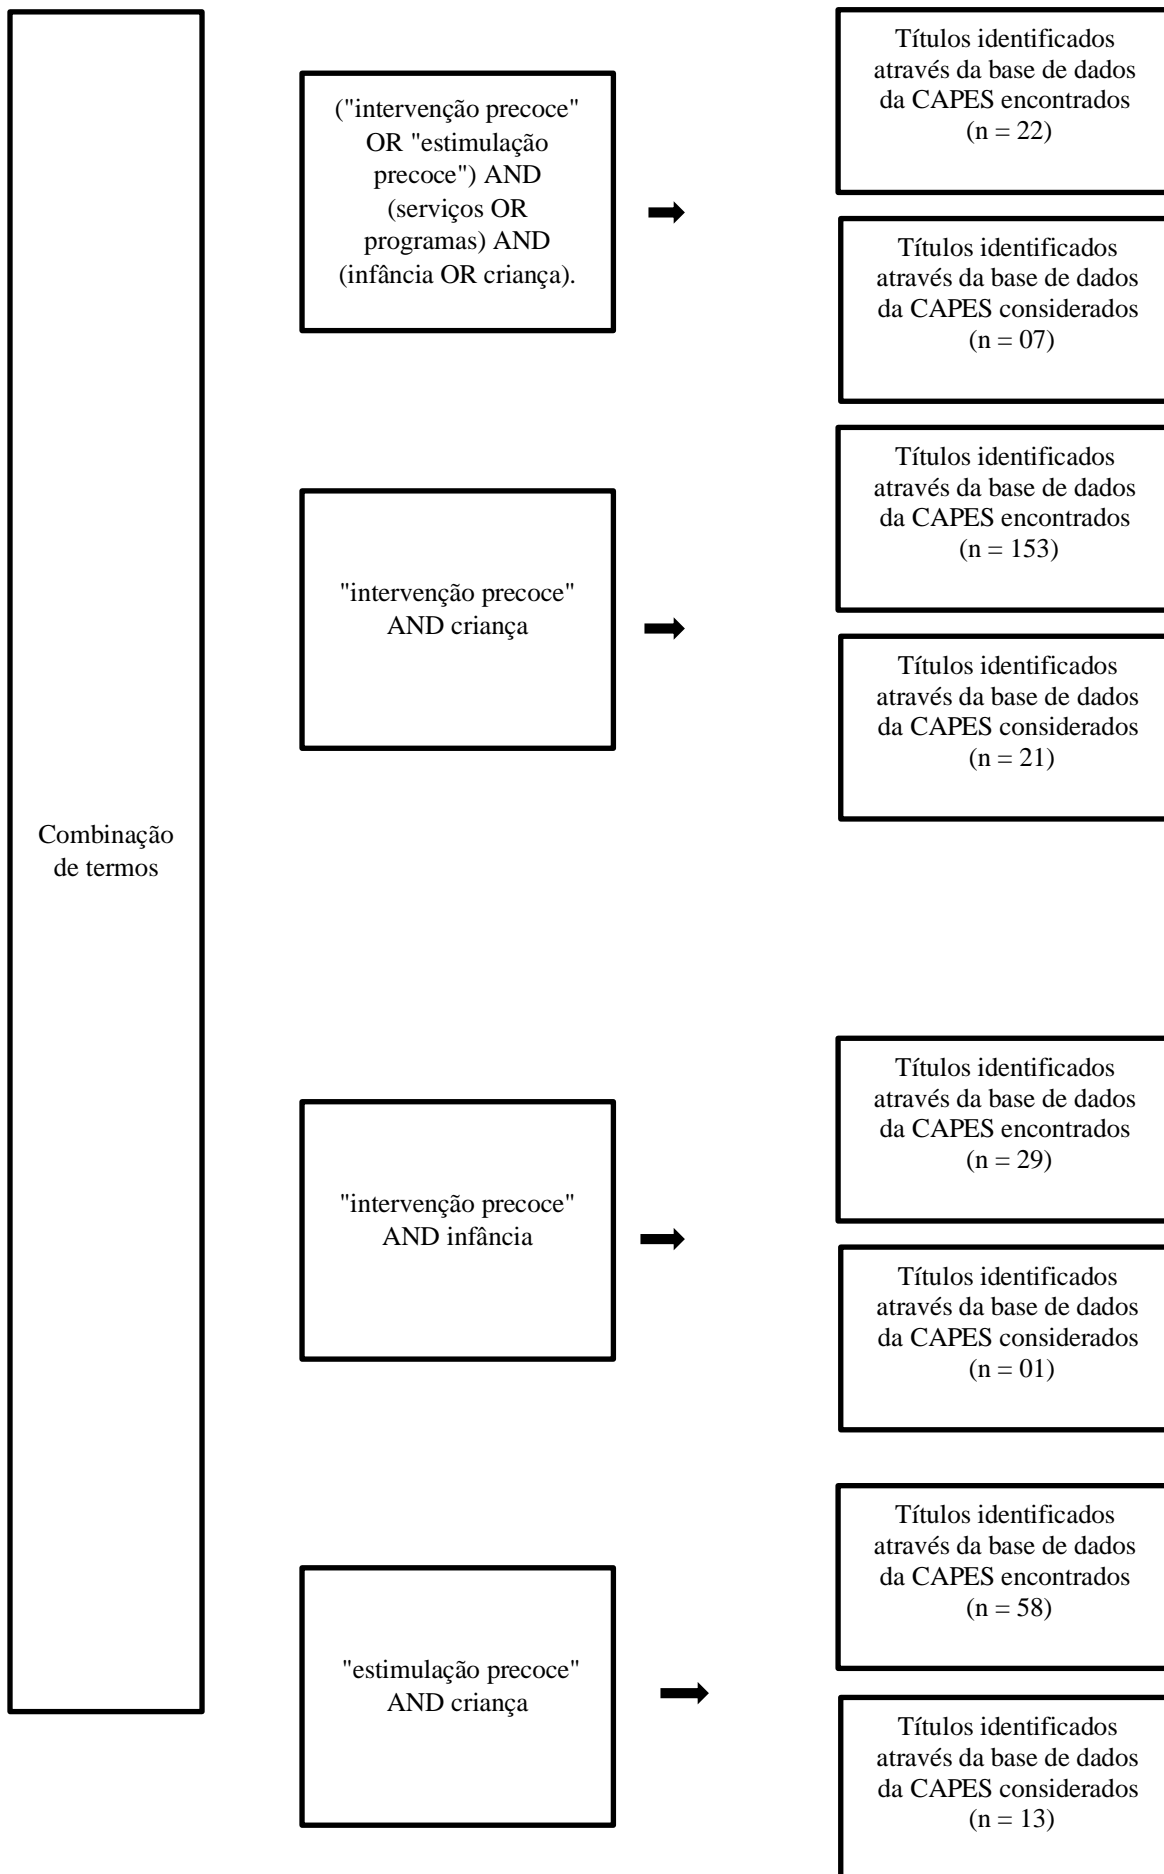 Combinação
de termos
("intervenção precoce"
OR "estimulação
precoce") AND
(serviços OR
programas) AND
(infância OR criança).
Títulos identificados
através da base de dados
da CAPES encontrados
(n = 22)
Títulos identificados
através da base de dados
da CAPES considerados
(n = 07)
"intervenção precoce"
AND criança
Títulos identificados
através da base de dados
da CAPES encontrados
(n = 153)
Títulos identificados
através da base de dados
da CAPES considerados
(n = 21)
"intervenção precoce"
AND infância
Títulos identificados
através da base de dados
da CAPES encontrados
(n = 29)
Títulos identificados
através da base de dados
da CAPES considerados
(n = 01)
"estimulação precoce"
AND criança
Títulos identificados
através da base de dados
da CAPES encontrados
(n = 58)
Títulos identificados
através da base de dados
da CAPES considerados
(n = 13)